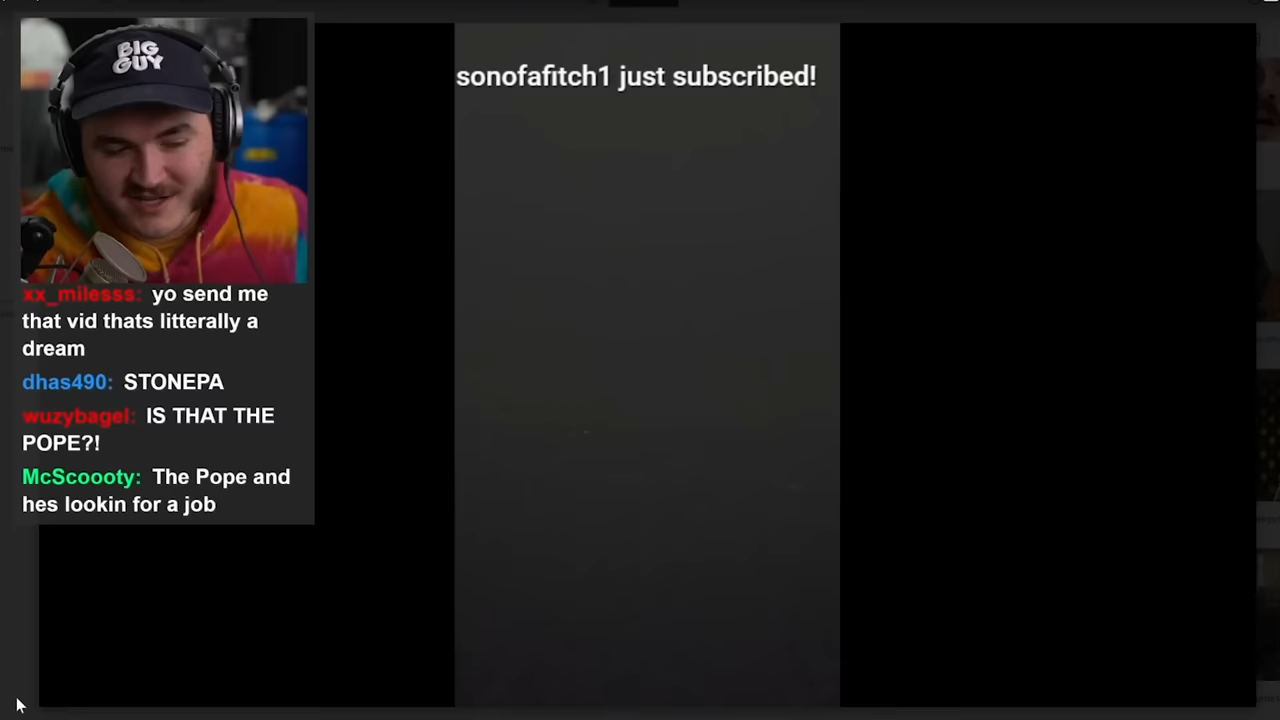 BIG
GUY
sonofafitch1 just subscribed!
xx_milesss: yo send me
that vid thats litterally a
dream
dhas490: STONEPA
wuzybagel: IS THAT THE
POPE?!
McScoooty: The Pope and
hes lookin for a job